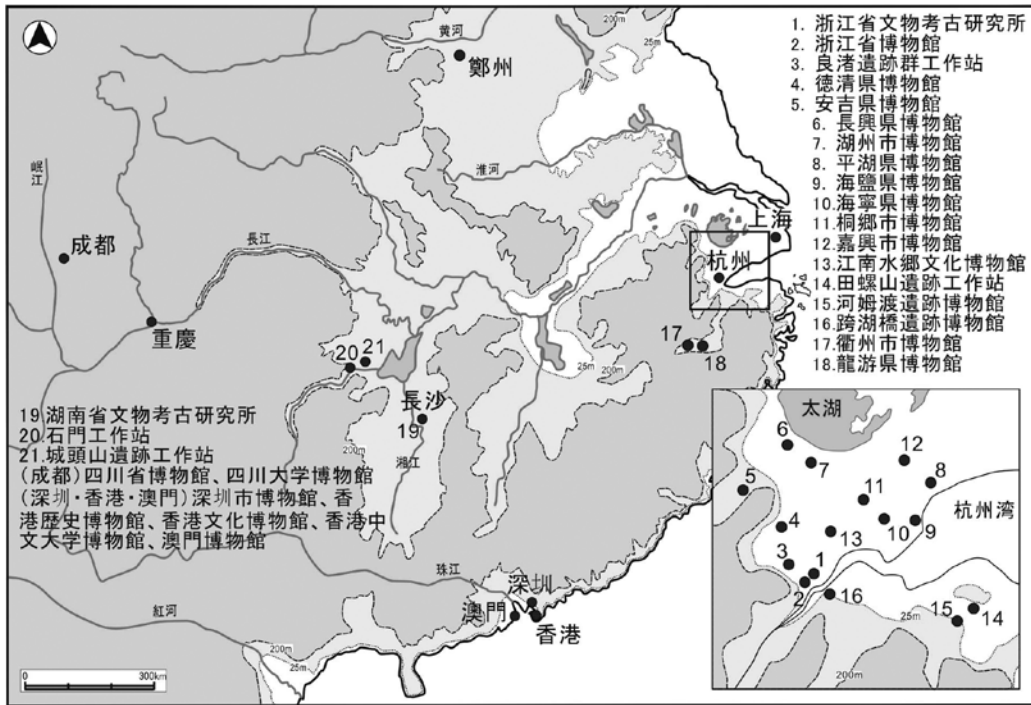 1. 浙江省文物考古研究所
2. 浙江省博物館
3. 良渚遺跡群工作站
4. 徳清県博物館
5. 安吉県博物館
6. 長興県博物館
7. 湖州市博物館
8. 平湖県博物館
9. 海鹽県博物館
10. 海寧県博物館
11. 桐郷市博物館
12. 嘉興市博物館
13. 江南水郷文化博物館
14. 田螺山遺跡工作站
15. 河姆渡遺跡博物館
16. 跨湖橋遺跡博物館
17. 衢州市博物館
18. 龍游県博物館
200m
黄河
25m
鄭州
岷江
淮河
上海
成都
長江
杭州
重慶
17
18
20
21
25m
200m
長沙
19
200m
湘江
19. 湖南省文物考古研究所
20. 石門工作站
21. 城頭山遺跡工作站
(成都)四川省博物館、四川大学博物館
(深圳・香港・澳門)深圳市博物館、香
港歴史博物館、香港文化博物館、香港中
文大学博物館、澳門博物館
珠江
深圳
澳門
香港
紅河
200m
25m
0
300km
太湖
6
7
12
5
8
11
杭州湾
4
10
9
13
3
1
2
16
25m
15
14
200m